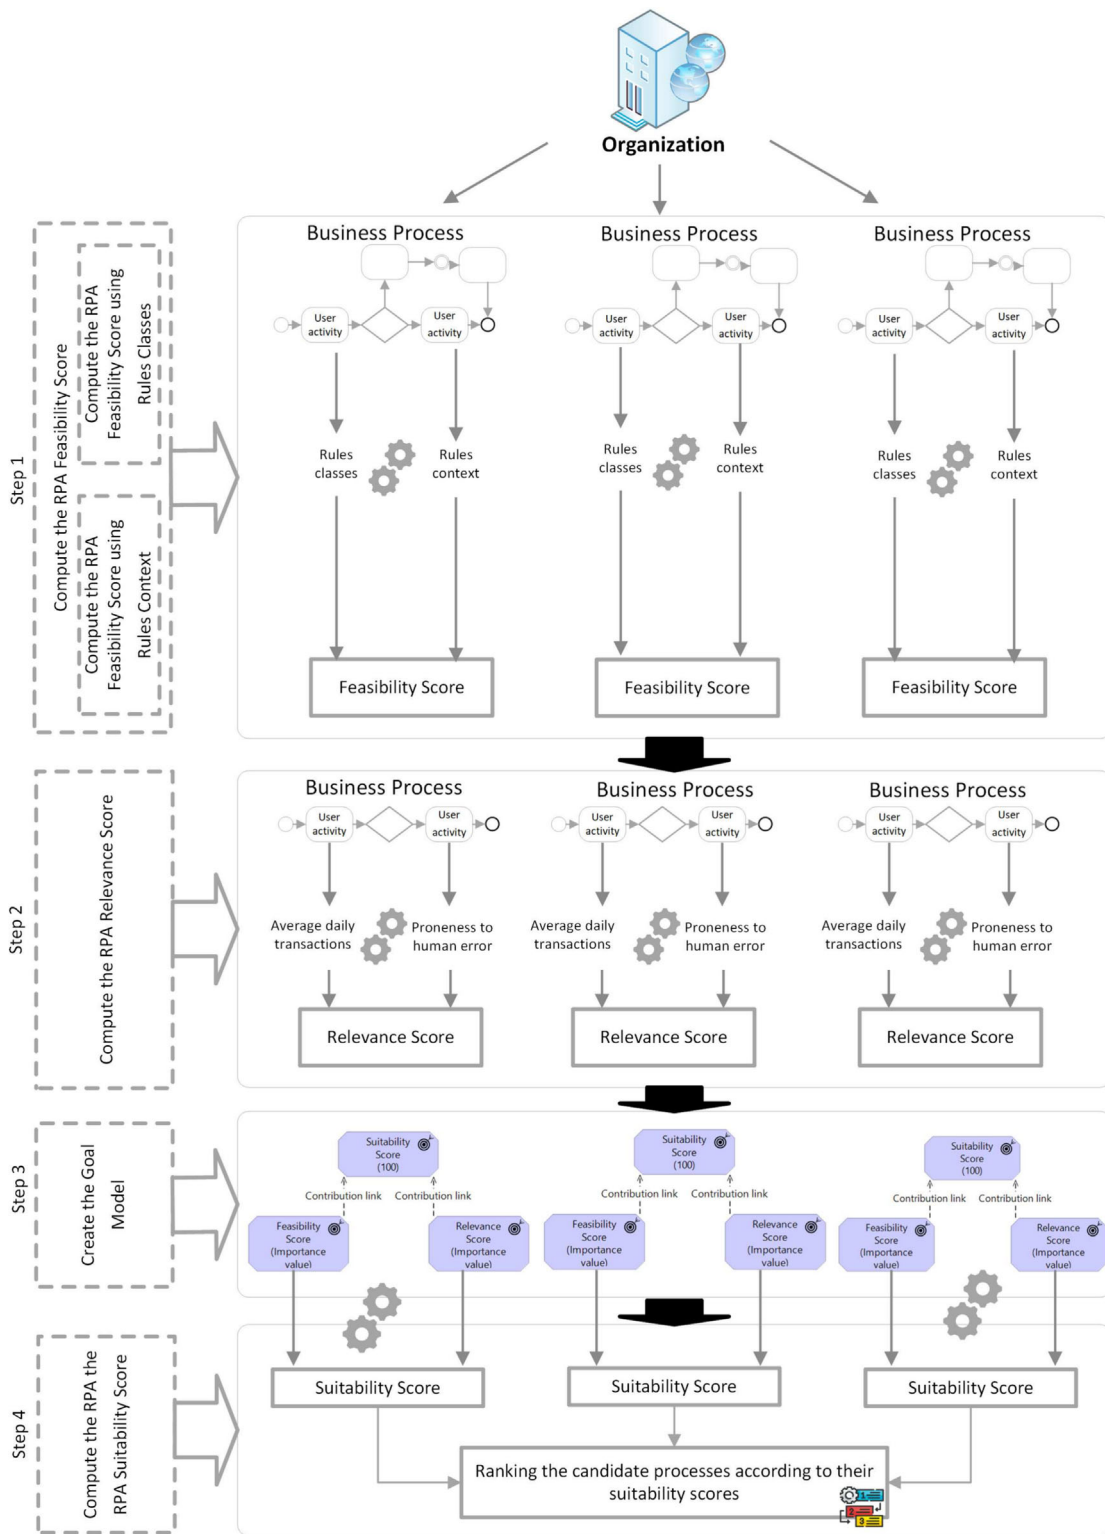 Organization
Step 1
Compute the RPA Feasibility Score
Compute the RPA
Feasibility Score using
Rules Classes
Compute the RPA
Feasibility Score using
Rules Context
Business Process
User
activity
User
activity
Rules
classes
Rules
context
Feasibility Score
Business Process
User
activity
User
activity
Rules
classes
Rules
context
Feasibility Score
Business Process
User
activity
User
activity
Rules
classes
Rules
context
Feasibility Score
Step 2
Compute the RPA Relevance Score
Business Process
User
activity
User
activity
Average daily
transactions
Proneness to
human error
Relevance Score
Business Process
User
activity
User
activity
Average daily
transactions
Proneness to
human error
Relevance Score
Business Process
User
activity
User
activity
Average daily
transactions
Proneness to
human error
Relevance Score
Step 3
Create the Goal
Model
Suitability
Score
(100)
Contribution link
Contribution link
Feasibility
Score
(Importance
value)
Relevance
Score
(Importance
value)
Suitability
Score
(100)
Contribution link
Contribution link
Feasibility
Score
(Importance
value)
Relevance
Score
(Importance
value)
Suitability
Score
(100)
Contribution link
Contribution link
Feasibility
Score
(Importance
value)
Relevance
Score
(Importance
value)
Step 4
Compute the RPA the
RPA Suitability Score
Suitability Score
Suitability Score
Suitability Score
Ranking the candidate processes according to their
suitability scores
1
2
3